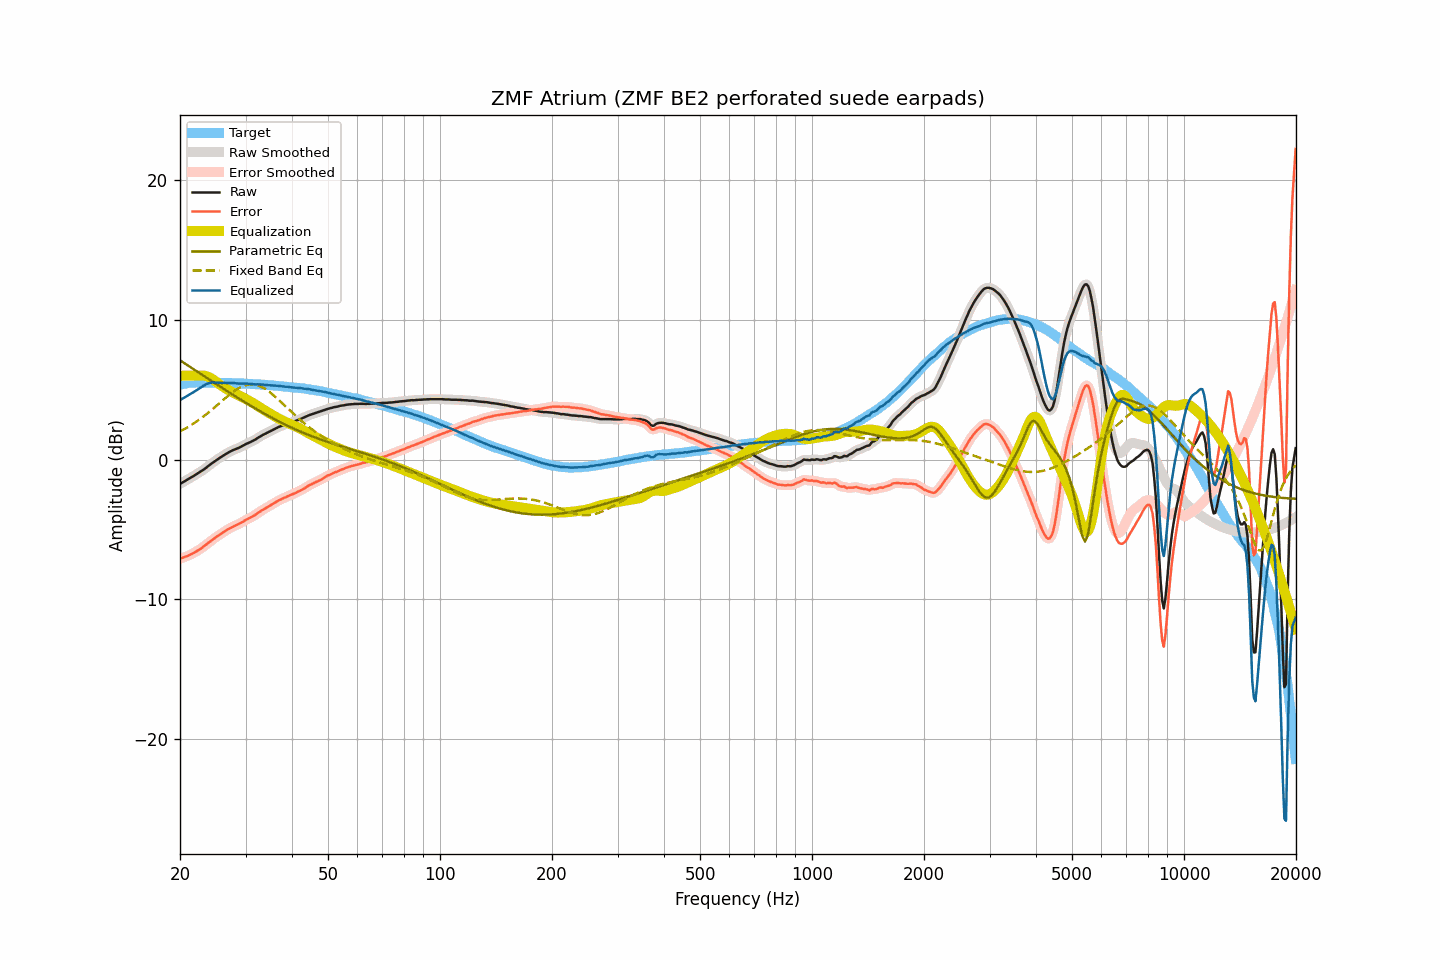 ZMF Atrium (ZMF BE2 perforated suede earpads)
Target
Raw Smoothed
Error Smoothed
Raw
Error
Equalization
Parametric Eq
Fixed Band Eq
Equalized
20
10
0
−10
−20
Amplitude (dBr)
20 50 100 200 500 1000 2000 5000 10000 20000
Frequency (Hz)